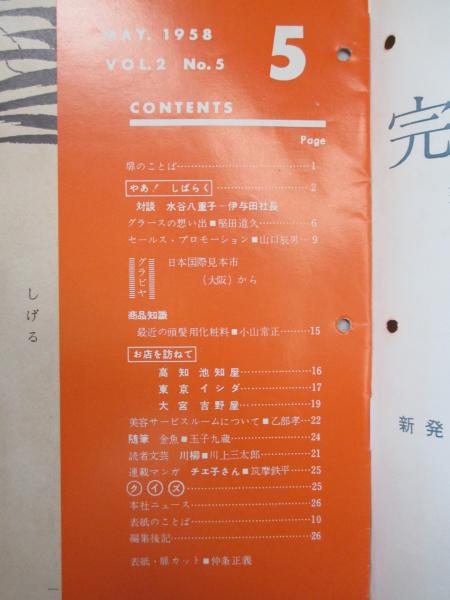 MAY. 1958
VOL.2 No.5
5
CONTENTS
Page
扉のことば……1
やあ! しばらく……2
対談 水谷八重子－伊与田社長
グラースの想い出■堅田道久……6
セールス・プロモーション■山口辰男…9
グラビヤ
日本国際見本市
(大阪)から
商品知識
最近の頭髪用化粧料■小山常正………15
お店を訪ねて
高知 池知屋……16
東京 イシダ……17
大宮 吉野屋……19
美容サービスルームについて■乙部孝…22
随筆 金魚■玉子九蔵……24
読者文芸 川柳■川上三太郎……21
連載マンガ チエ子さん■筑摩鉄平……25
クイズ……25
本社ニュース……26
表紙のことば……10
編集後記……26
表紙・扉カット■仲条正義
しげる
完
新発